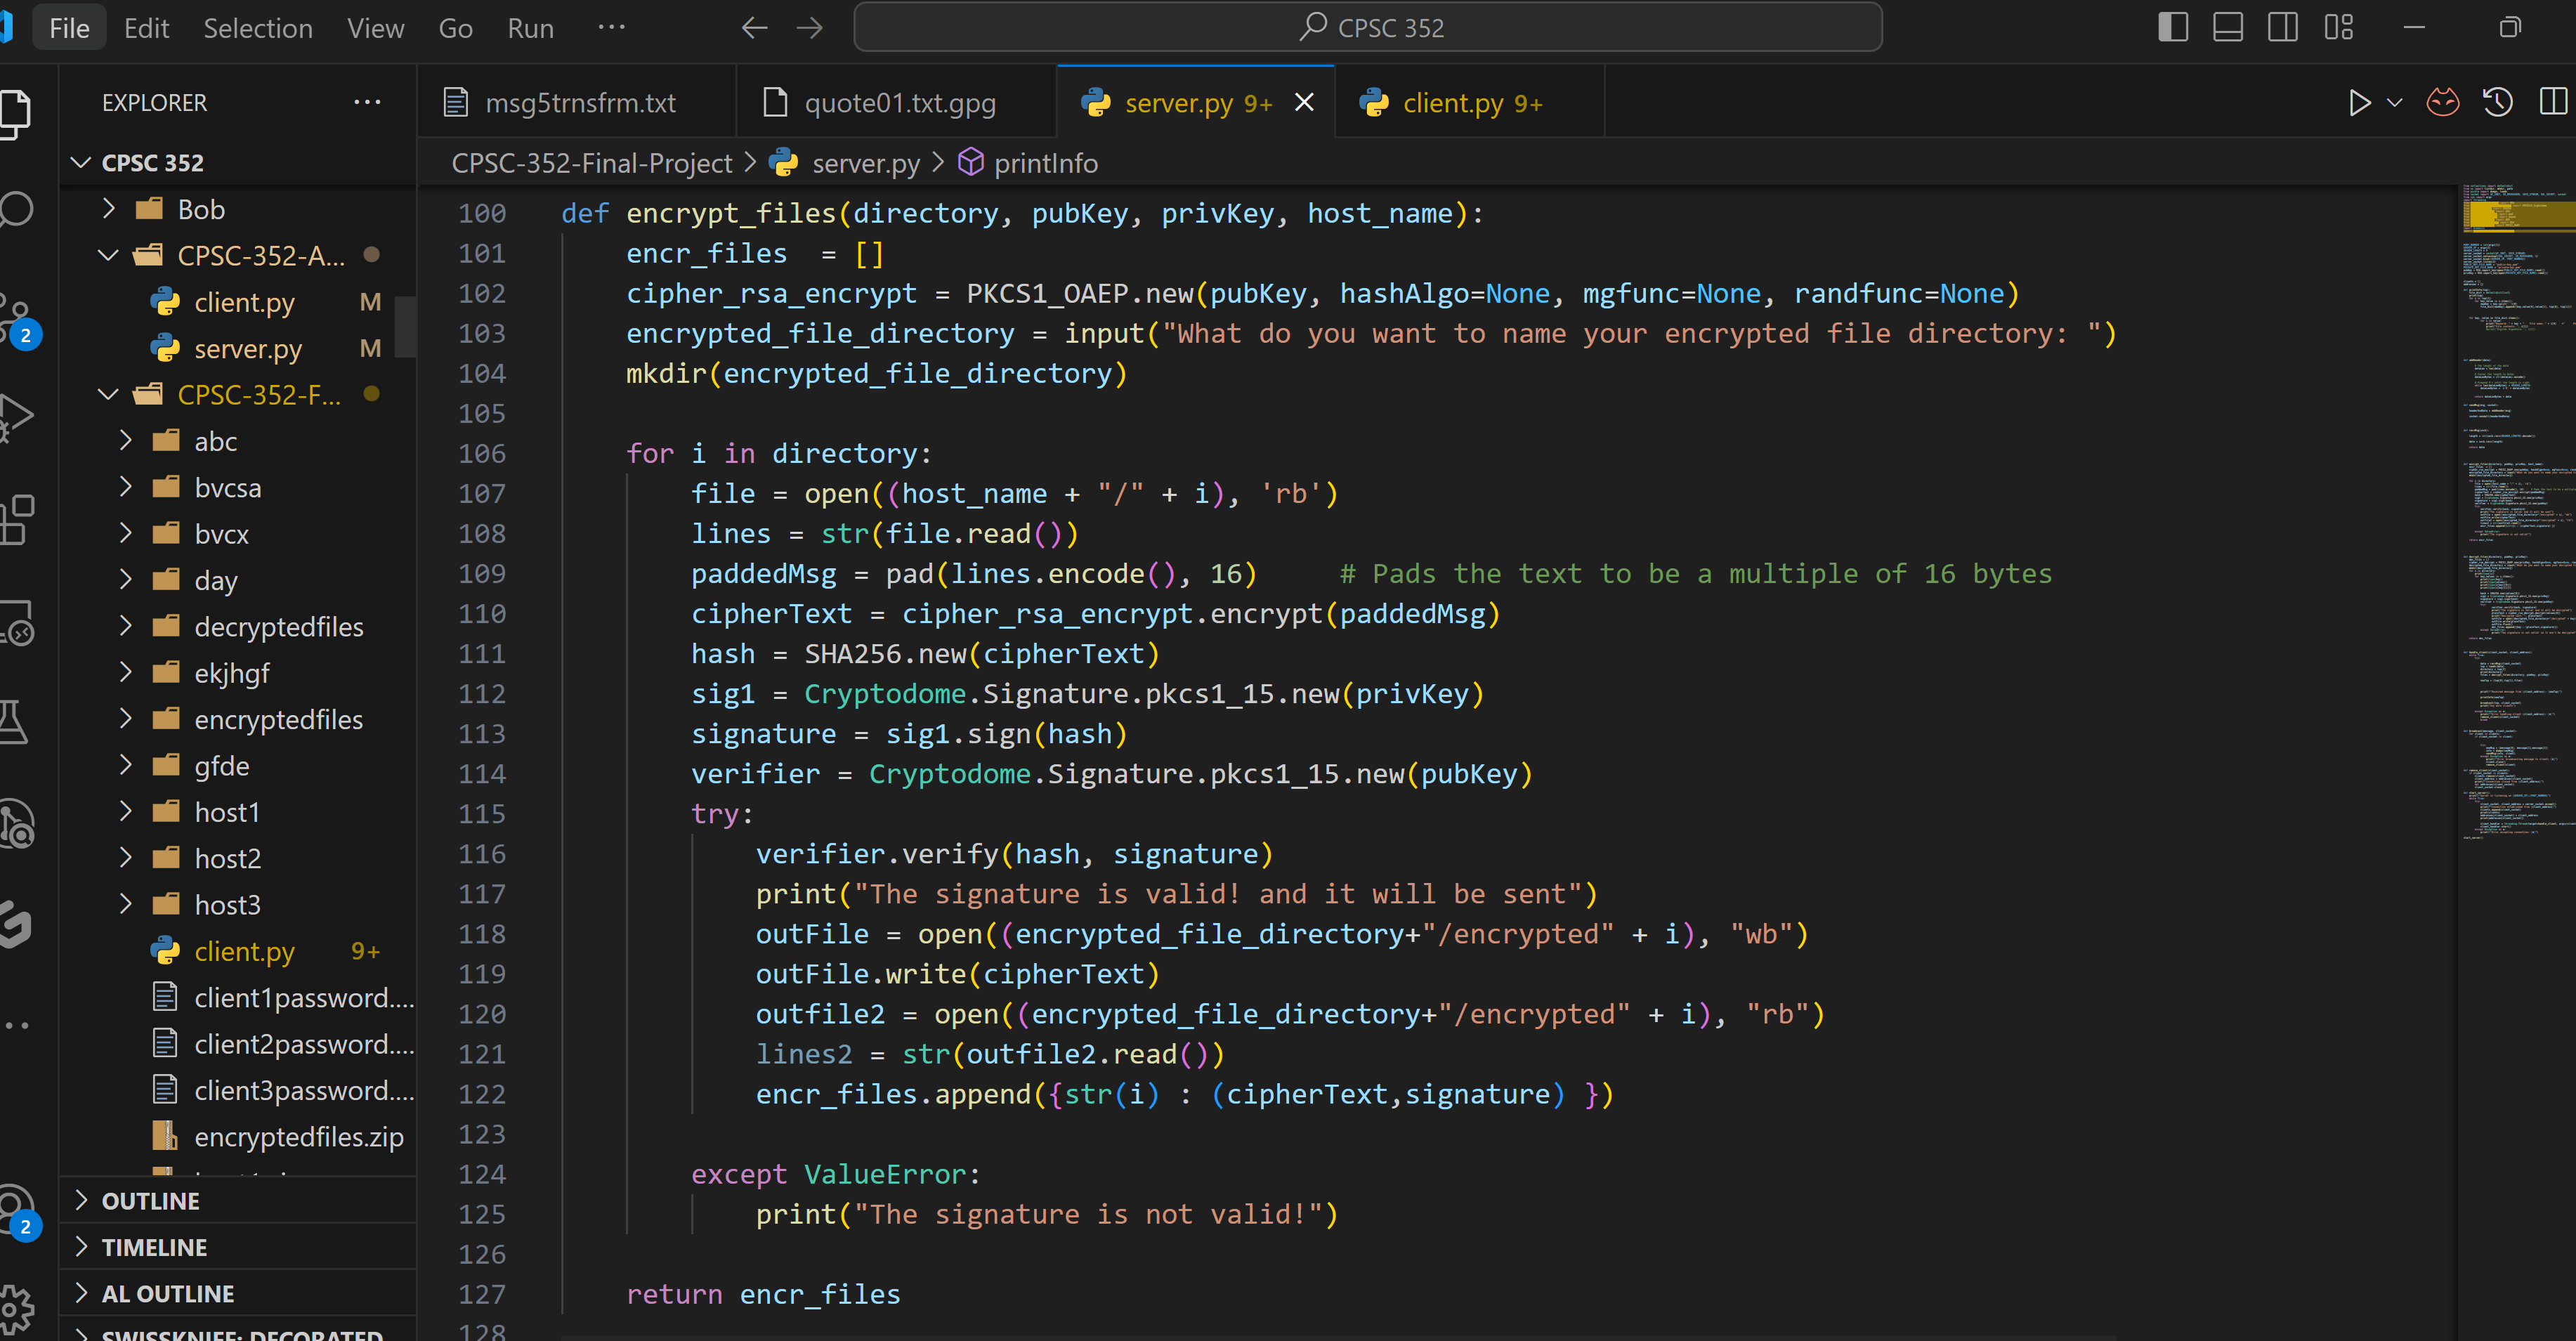 File Edit Selection View Go Run ··· CPSC 352
EXPLORER ···
msg5trnsfrm.txt quote01.txt.gpg server.py 9+ client.py 9+
CPSC 352
CPSC-352-Final-Project > server.py > printInfo
Bob
CPSC-352-A...
client.py M
server.py M
CPSC-352-F...
abc
bvcsa
bvcx
day
decryptedfiles
ekjhgf
encryptedfiles
gfde
host1
host2
host3
client.py 9+
client1password....
client2password....
client3password....
encryptedfiles.zip
OUTLINE
TIMELINE
AL OUTLINE
SWISSKNIFE: DECORATED
2
2
100 def encrypt_files(directory, pubKey, privKey, host_name):
101 encr_files  = []
102 cipher_rsa_encrypt = PKCS1_OAEP.new(pubKey, hashAlgo=None, mgfunc=None, randfunc=None)
103 encrypted_file_directory = input("What do you want to name your encrypted file directory: ")
104 mkdir(encrypted_file_directory)
105
106 for i in directory:
107 file = open((host_name + "/" + i), 'rb')
108 lines = str(file.read())
109 paddedMsg = pad(lines.encode(), 16)     # Pads the text to be a multiple of 16 bytes
110 cipherText = cipher_rsa_encrypt.encrypt(paddedMsg)
111 hash = SHA256.new(cipherText)
112 sig1 = Cryptodome.Signature.pkcs1_15.new(privKey)
113 signature = sig1.sign(hash)
114 verifier = Cryptodome.Signature.pkcs1_15.new(pubKey)
115 try:
116 verifier.verify(hash, signature)
117 print("The signature is valid! and it will be sent")
118 outFile = open((encrypted_file_directory+"/encrypted" + i), "wb")
119 outFile.write(cipherText)
120 outfile2 = open((encrypted_file_directory+"/encrypted" + i), "rb")
121 lines2 = str(outfile2.read())
122 encr_files.append({str(i) : (cipherText,signature) })
123
124 except ValueError:
125 print("The signature is not valid!")
126
127 return encr_files
128